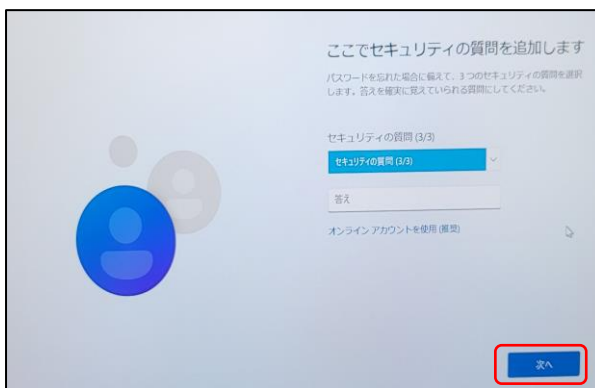 ここでセキュリティの質問を追加します
パスワードを忘れた場合に備えて、3 つのセキュリティの質問を選択
します。答えを確実に覚えていられる質問にしてください。
セキュリティの質問 (3/3)
セキュリティの質問 (3/3)
答え
オンライン アカウントを使用 (推奨)
次へ